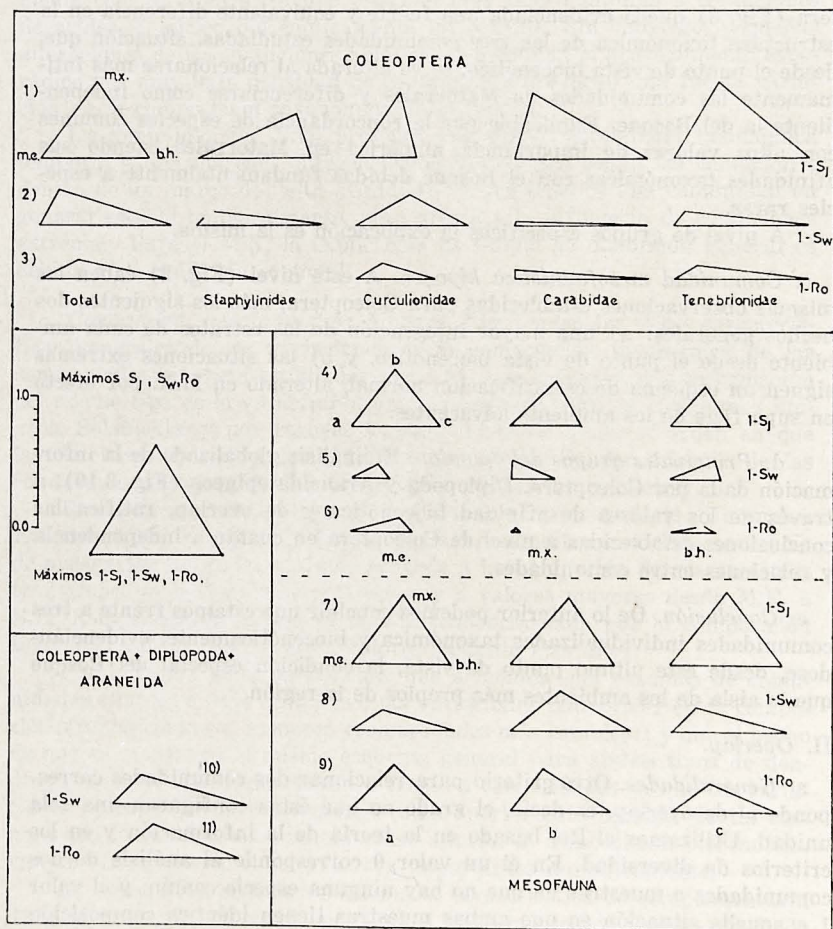 COLEOPTERA
1)
m.x.
m.e.
b.h.
1-Sj
2)
1-Sw
3)
1-Ro
Total
Staphylinidae
Curculionidae
Carabidae
Tenebrionidae
Máximos Sj, Sw, Ro
1.0
0.0
Máximos 1-Sj, 1-Sw, 1-Ro.
4)
b
a
c
1-Sj
5)
1-Sw
6)
1-Ro
m.e.
m.x.
b.h.
7)
m.x.
m.e.
b.h.
1-Sj
8)
1-Sw
9)
1-Ro
a
b
c
MESOFAUNA
COLEOPTERA + DIPLOPODA+
ARANEIDA
10)
1-Sw
11)
1-Ro